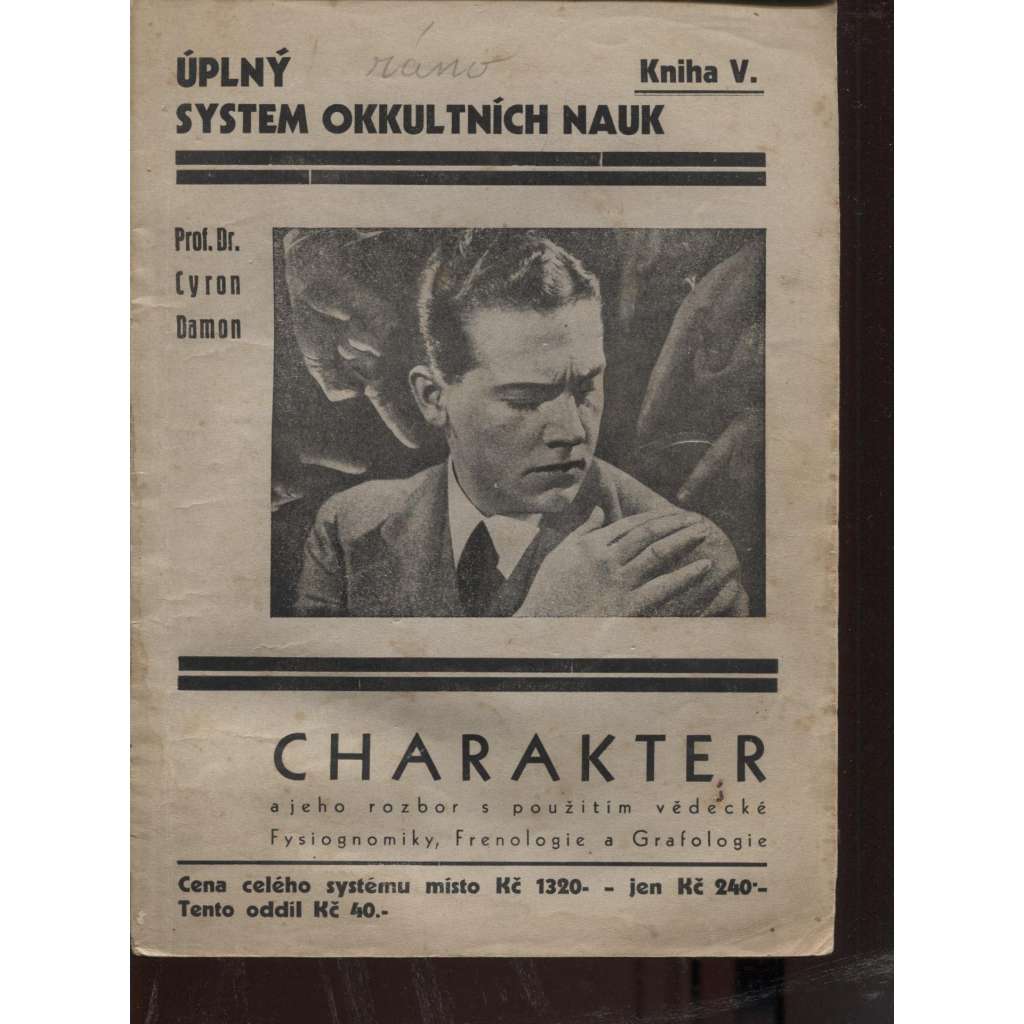 ÚPLNÝ ráno Kniha V.
SYSTEM OKKULTNÍCH NAUK
Prof. Dr.
Cyron
Damon
CHARAKTER
a jeho rozbor s použitím vědecké
Fysiognomiky, Frenologie a Grafologie
Cena celého systému místo Kč 1320- – jen Kč 240-–
Tento oddíl Kč 40.-